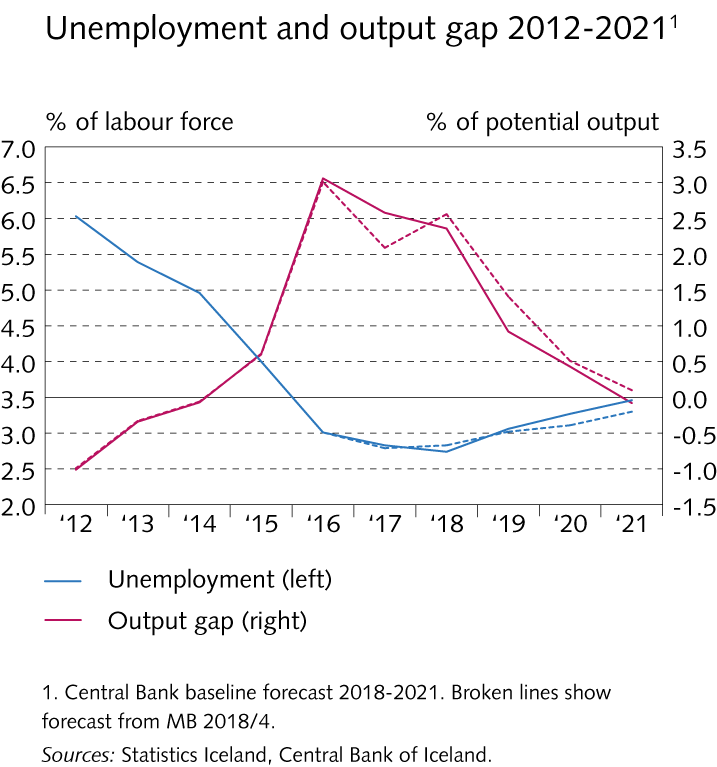 Unemployment and output gap 2012-2021¹
% of labour force % of potential output
7.0 3.5
6.5 3.0
6.0 2.5
5.5 2.0
5.0 1.5
4.5 1.0
4.0 0.5
3.5 0.0
3.0 -0.5
2.5 -1.0
2.0 -1.5
‘12 ‘13 ‘14 ‘15 ‘16 ‘17 ‘18 ‘19 ‘20 ‘21
Unemployment (left)
Output gap (right)
1. Central Bank baseline forecast 2018-2021. Broken lines show
forecast from MB 2018/4.
Sources: Statistics Iceland, Central Bank of Iceland.